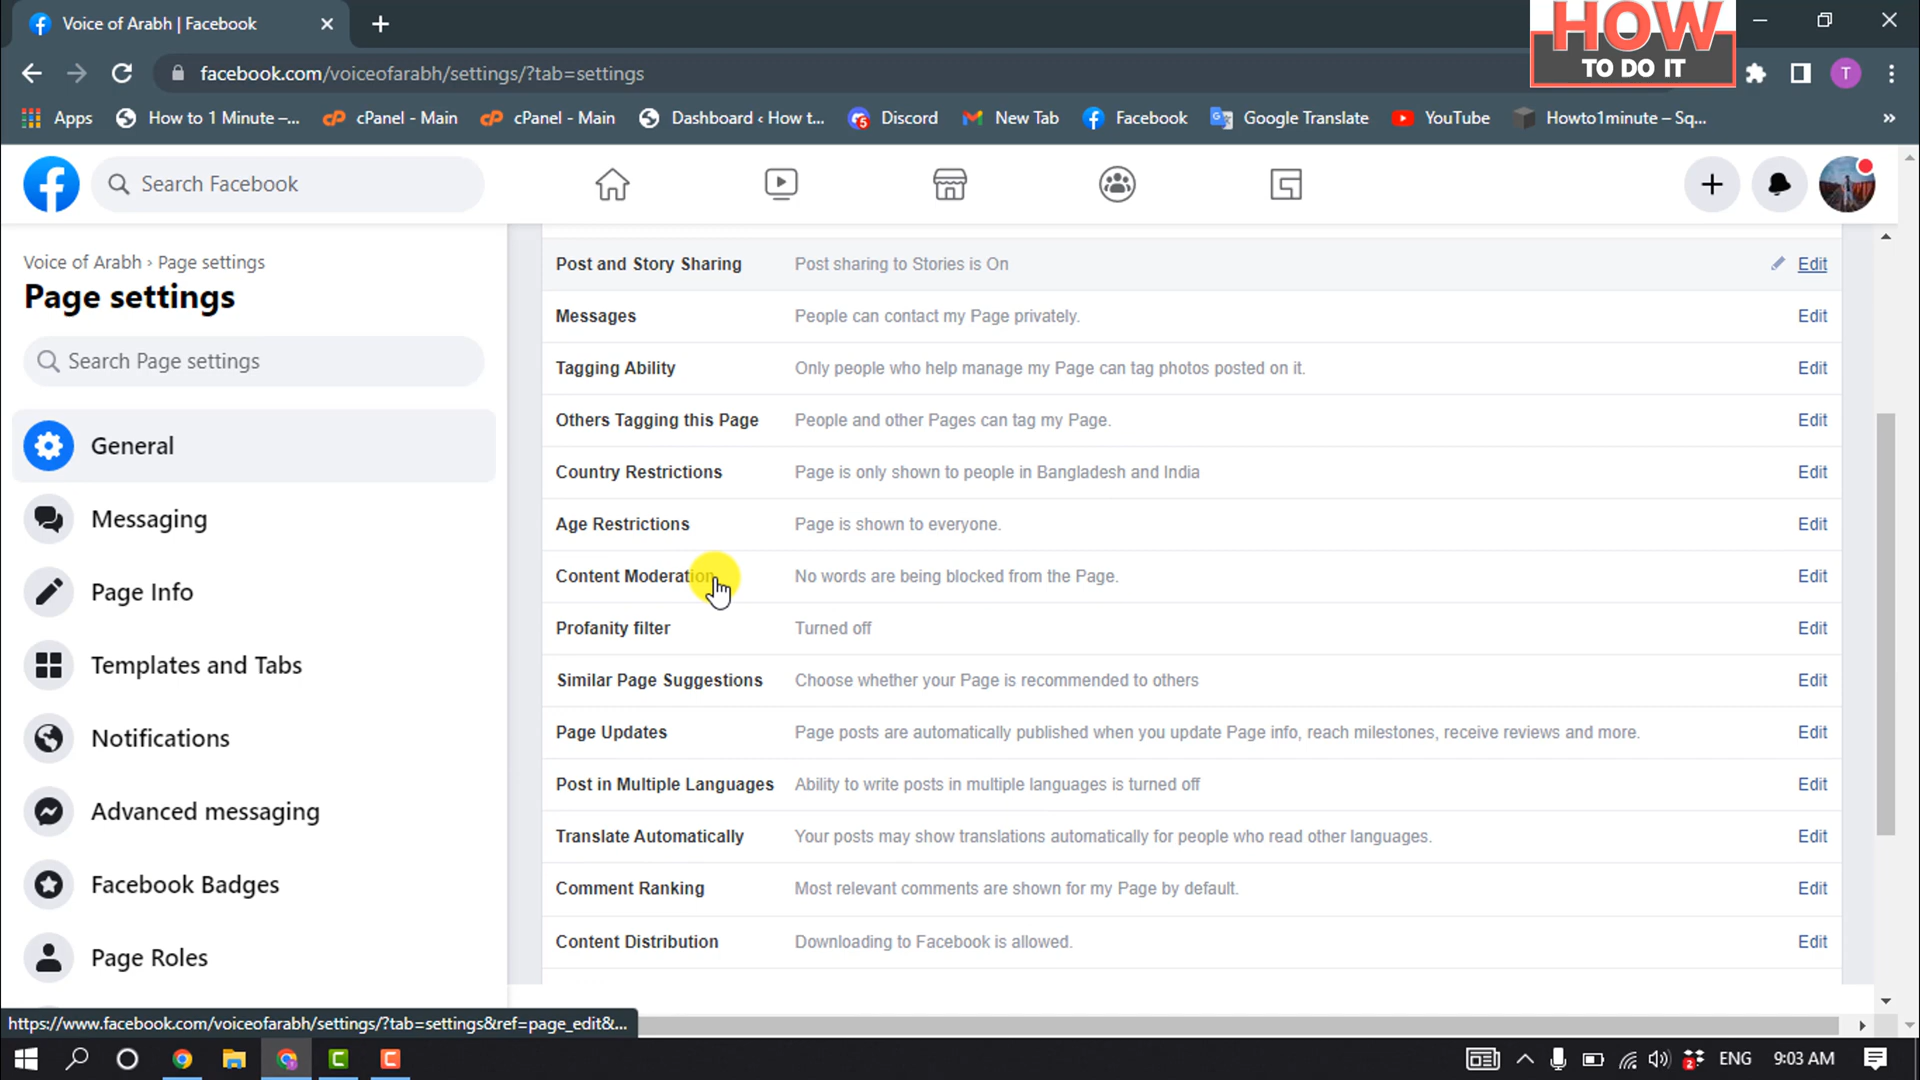 Voice of Arabh | Facebook
HOW
TO DO IT
facebook.com/voiceofarabh/settings/?tab=settings
T
Apps
How to 1 Minute –...
cPanel - Main
cPanel - Main
Dashboard ‹ How t...
5
Discord
New Tab
Facebook
Google Translate
YouTube
Howto1minute – Sq...
»
Search Facebook
Voice of Arabh › Page settings
Page settings
Search Page settings
General
Messaging
Page Info
Templates and Tabs
Notifications
Advanced messaging
Facebook Badges
Page Roles
Post and Story Sharing Post sharing to Stories is On Edit
Messages People can contact my Page privately. Edit
Tagging Ability Only people who help manage my Page can tag photos posted on it. Edit
Others Tagging this Page People and other Pages can tag my Page. Edit
Country Restrictions Page is only shown to people in Bangladesh and India Edit
Age Restrictions Page is shown to everyone. Edit
Content Moderation No words are being blocked from the Page. Edit
Profanity filter Turned off Edit
Similar Page Suggestions Choose whether your Page is recommended to others Edit
Page Updates Page posts are automatically published when you update Page info, reach milestones, receive reviews and more. Edit
Post in Multiple Languages Ability to write posts in multiple languages is turned off Edit
Translate Automatically Your posts may show translations automatically for people who read other languages. Edit
Comment Ranking Most relevant comments are shown for my Page by default. Edit
Content Distribution Downloading to Facebook is allowed. Edit
https://www.facebook.com/voiceofarabh/settings/?tab=settings&ref=page_edit&...
2
ENG
9:03 AM